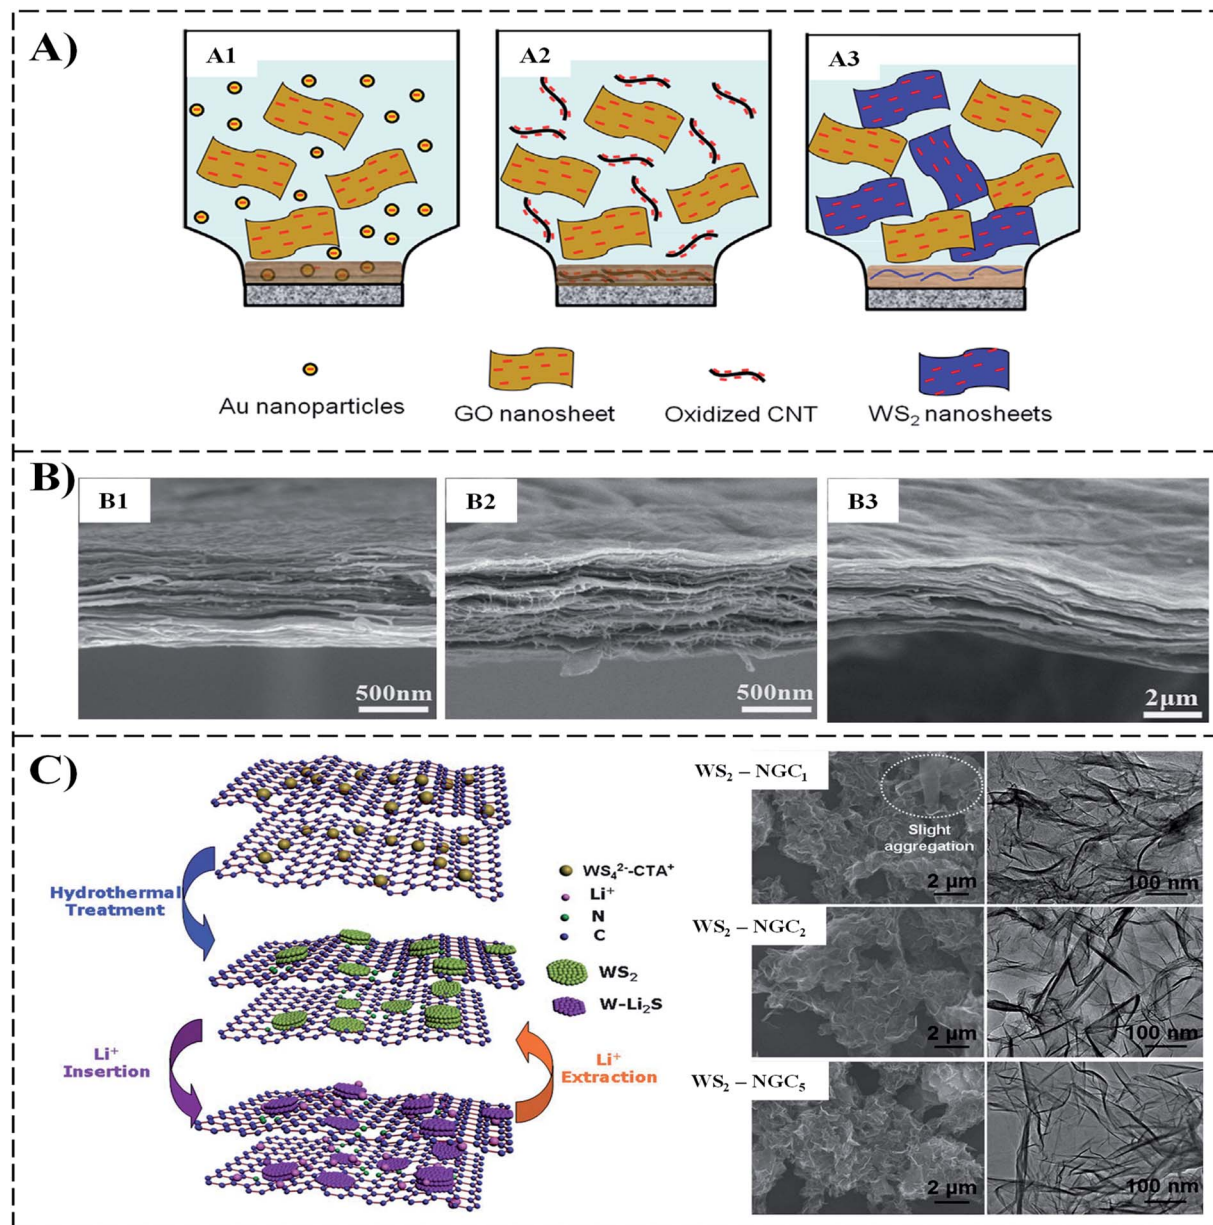 A)
A1
A2
A3
Au nanoparticles
GO nanosheet
Oxidized CNT
WS₂ nanosheets
B)
B1
500nm
B2
500nm
B3
2μm
C)
Hydrothermal
Treatment
Li⁺
Insertion
Li⁺
Extraction
WS₄²⁻-CTA⁺
Li⁺
N
C
WS₂
W-Li₂S
WS₂ – NGC₁
Slight
aggregation
2 μm
100 nm
WS₂ – NGC₂
2 μm
100 nm
WS₂ – NGC₅
2 μm
100 nm